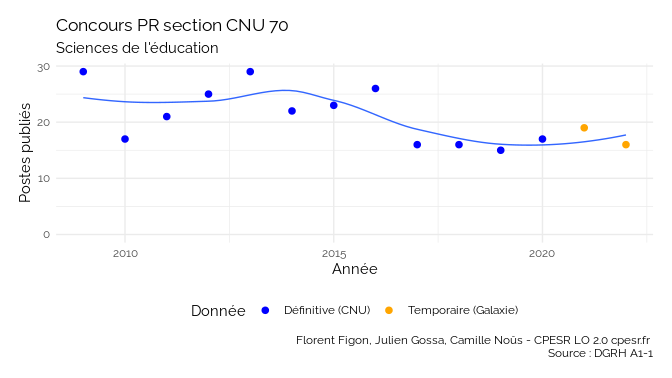 Concours PR section CNU 70
Sciences de l'éducation
Postes publiés
30
20
10
0
2010
2015
2020
Année
Donnée
Définitive (CNU)
Temporaire (Galaxie)
Florent Figon, Julien Gossa, Camille Noûs - CPESR LO 2.0 cpesr.fr
Source : DGRH A1-1